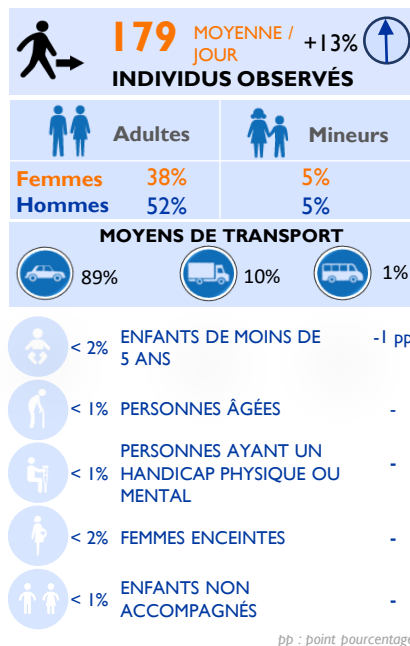 179 MOYENNE / +13%
JOUR
INDIVIDUS OBSERVÉS
Adultes Mineurs
Femmes 38% 5%
Hommes 52% 5%
MOYENS DE TRANSPORT
89% 10% 1%
< 2% ENFANTS DE MOINS DE -1 pp
5 ANS
< 1% PERSONNES ÂGÉES -
PERSONNES AYANT UN
< 1% HANDICAP PHYSIQUE OU -
MENTAL
< 2% FEMMES ENCEINTES -
< 1% ENFANTS NON -
ACCOMPAGNÉS
pp : point pourcentage